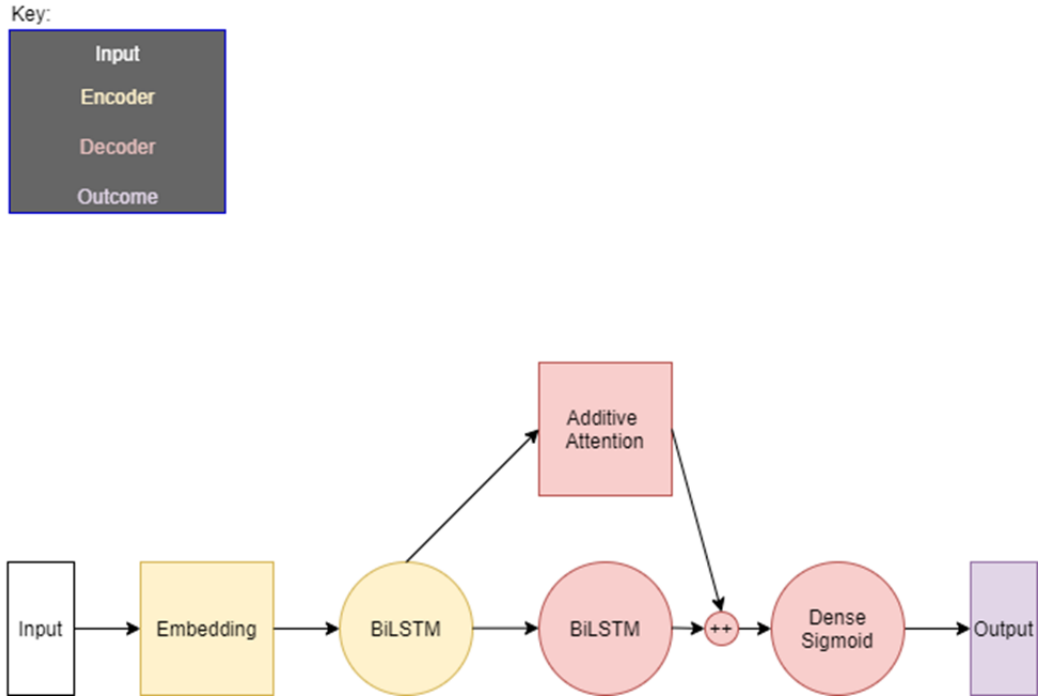 Key:
Input
Encoder
Decoder
Outcome
Additive
Attention
Input
Embedding
BiLSTM
BiLSTM
++
Dense
Sigmoid
Output